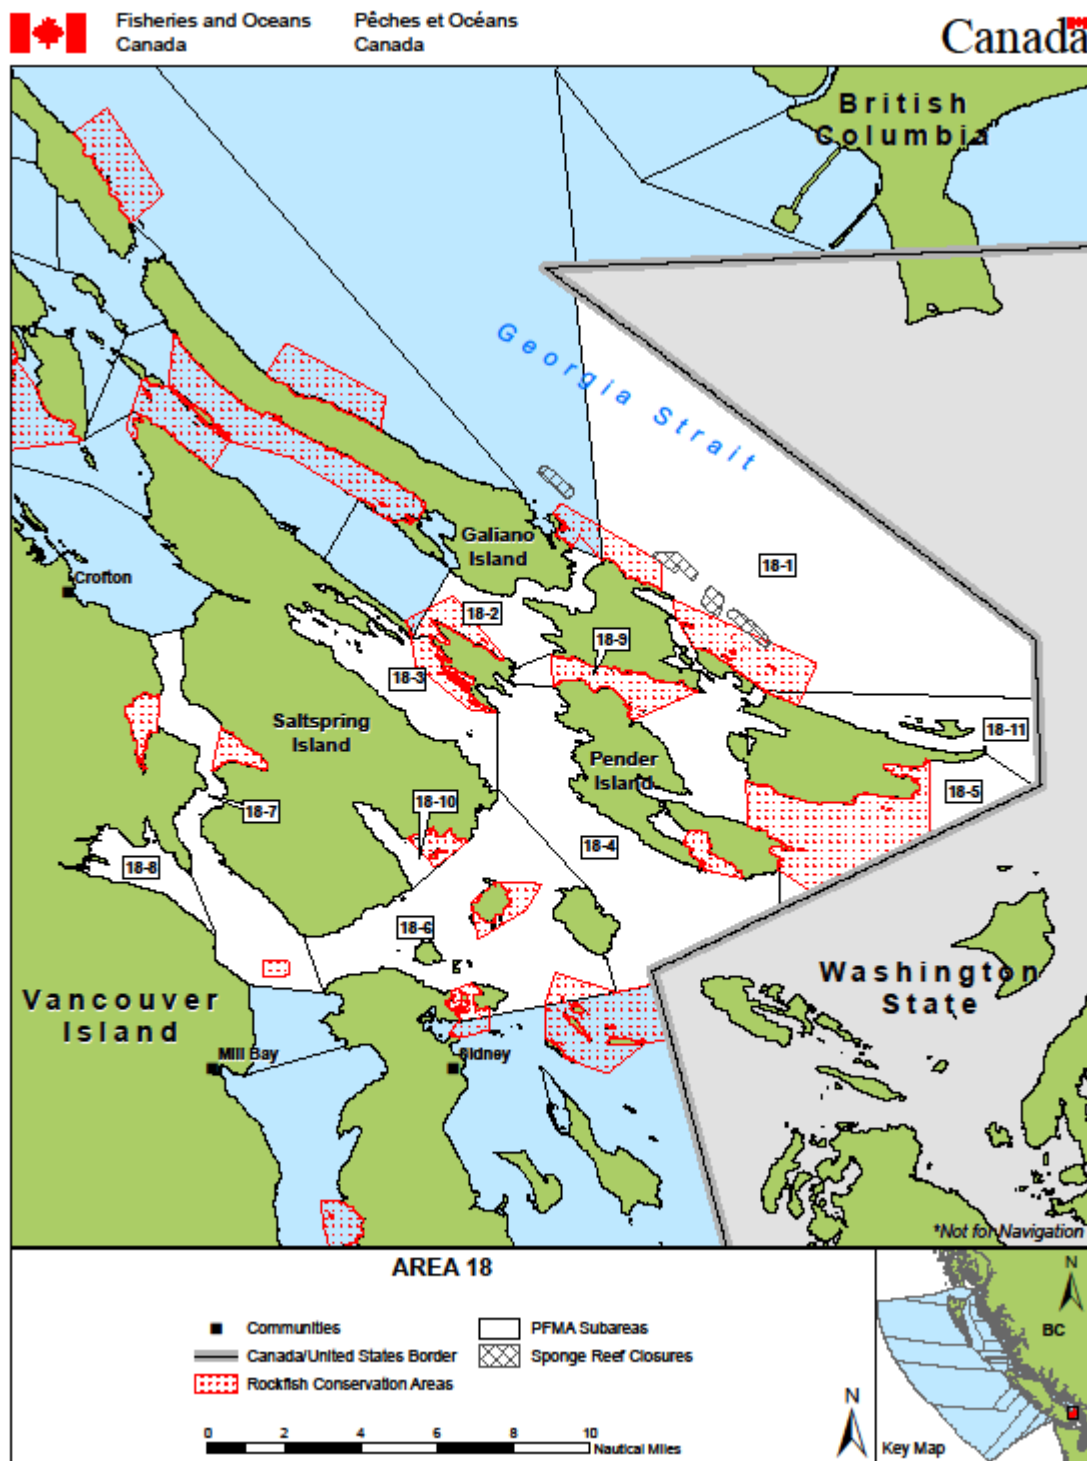 Fisheries and Oceans
Canada
Pêches et Océans
Canada
Canada
British
Columbia
Georgia Strait
Galiano
Island
Crofton
18-1
18-2
18-9
18-3
Saltspring
Island
18-11
Pender
Island
18-5
18-10
18-7
18-4
18-8
18-6
Washington
State
Vancouver
Island
Mill Bay
Sidney
*Not for Navigation
AREA 18
Communities
PFMA Subareas
Canada/United States Border
Sponge Reef Closures
Rockfish Conservation Areas
0 2 4 6 8 10
Nautical Miles
N
N
BC
Key Map